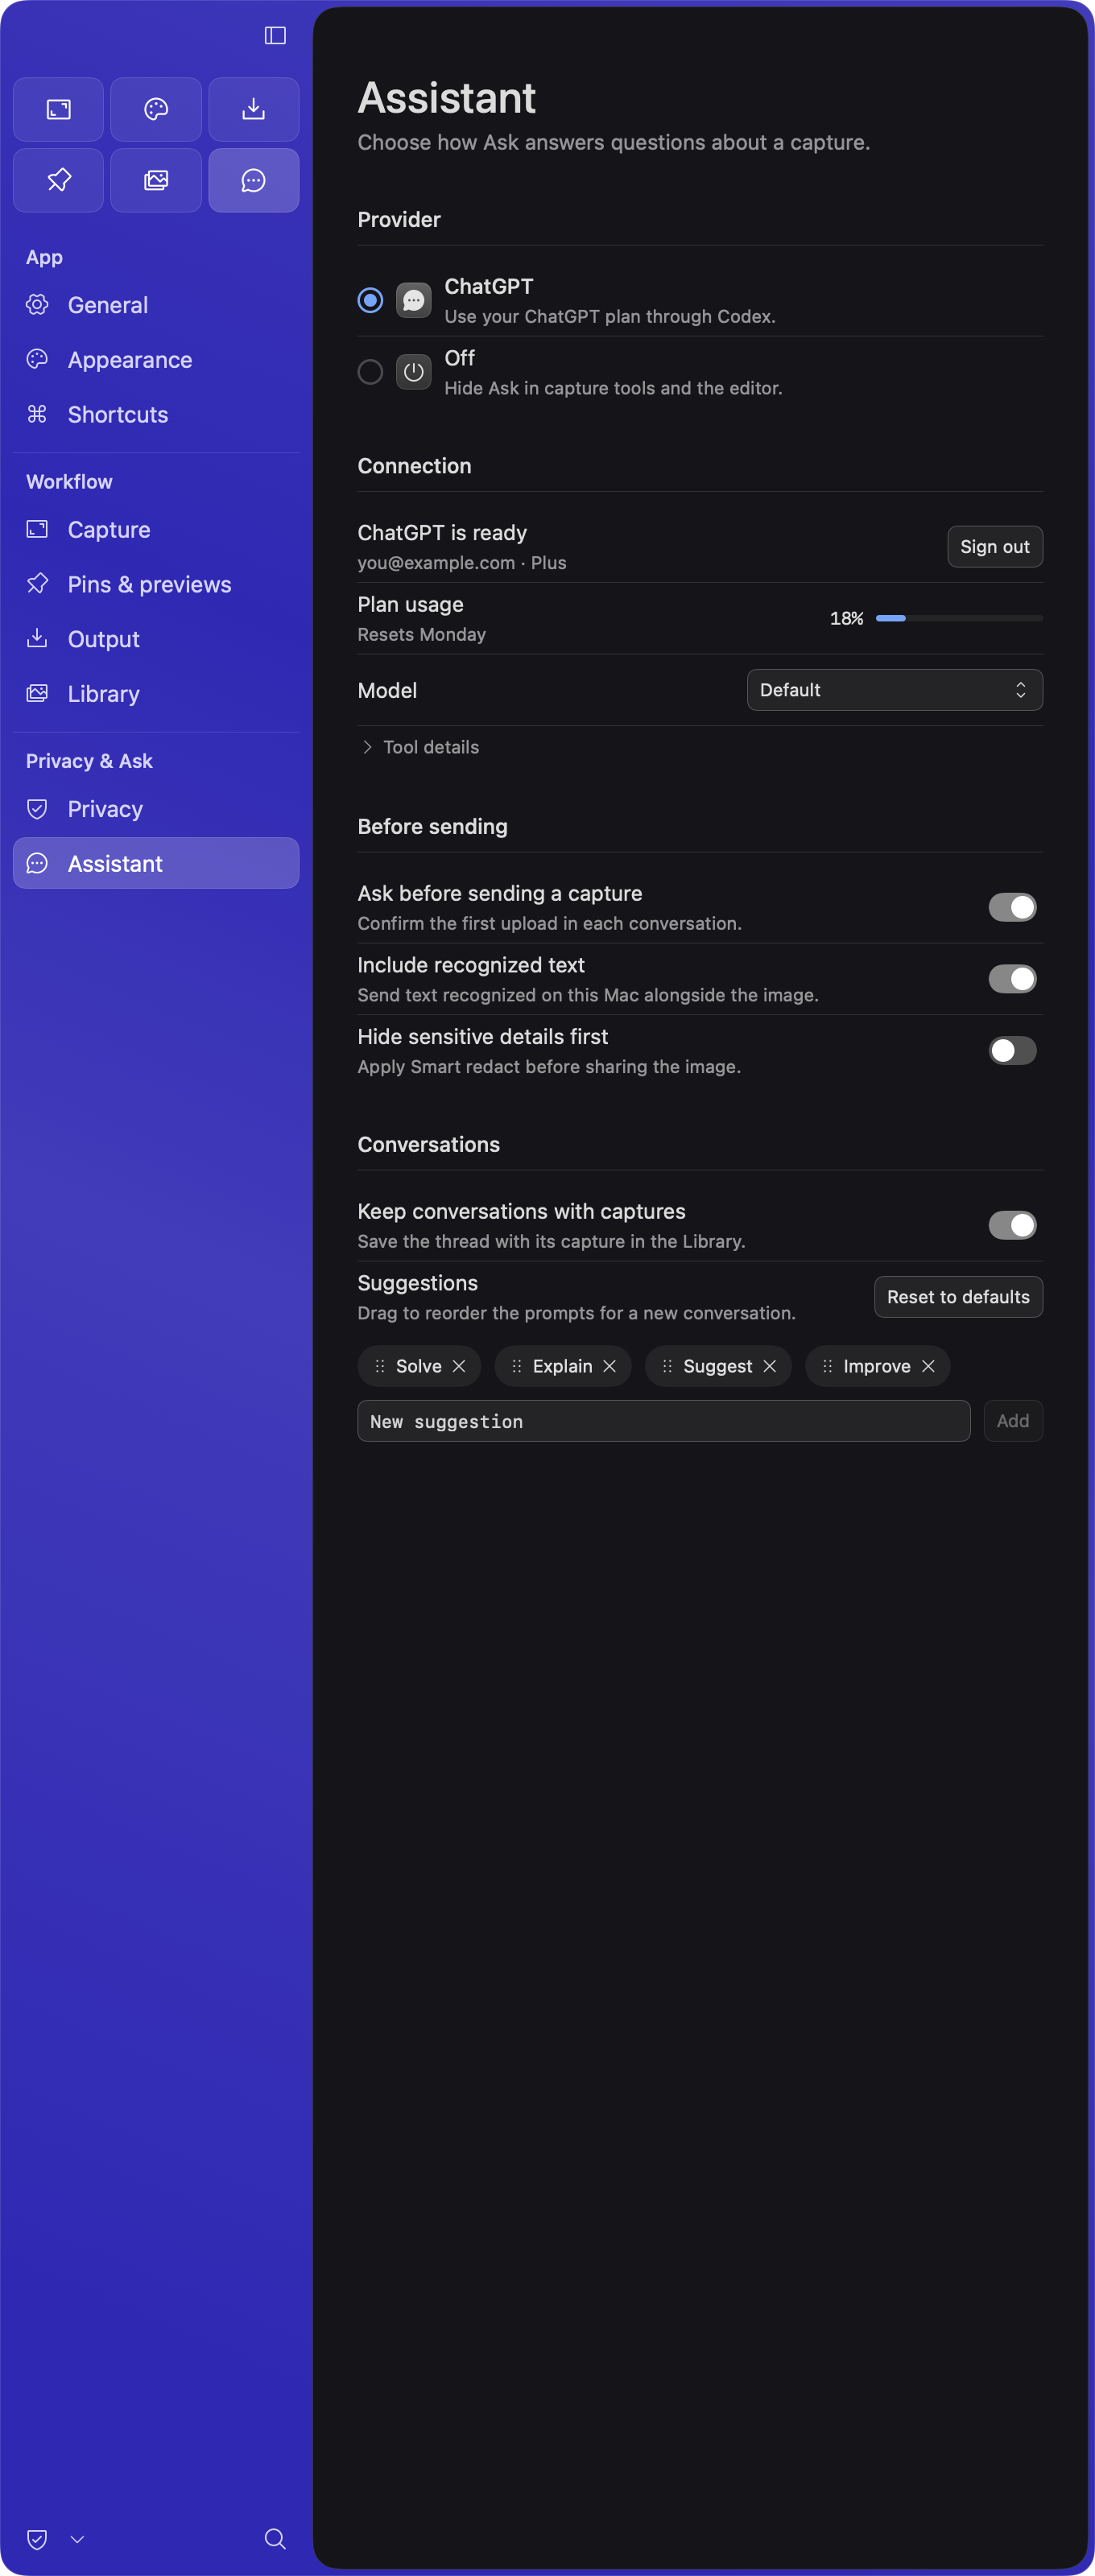 App
General
Appearance
Shortcuts
Workflow
Capture
Pins & previews
Output
Library
Privacy & Ask
Privacy
Assistant
Assistant
Choose how Ask answers questions about a capture.
Provider
ChatGPT
Use your ChatGPT plan through Codex.
Off
Hide Ask in capture tools and the editor.
Connection
ChatGPT is ready
you@example.com · Plus
Sign out
Plan usage
Resets Monday
18%
Model
Default
Tool details
Before sending
Ask before sending a capture
Confirm the first upload in each conversation.
Include recognized text
Send text recognized on this Mac alongside the image.
Hide sensitive details first
Apply Smart redact before sharing the image.
Conversations
Keep conversations with captures
Save the thread with its capture in the Library.
Suggestions
Drag to reorder the prompts for a new conversation.
Reset to defaults
Solve
Explain
Suggest
Improve
New suggestion
Add